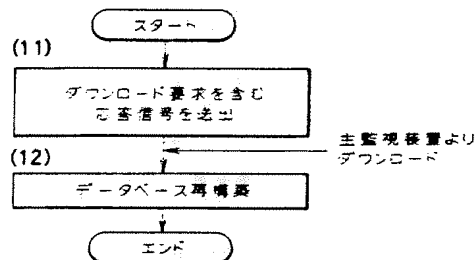 スタート
(11)
ダウンロード要求を含む
応答信号を送出
(12)
主監視装置より
ダウンロード
データベース再構築
エンド